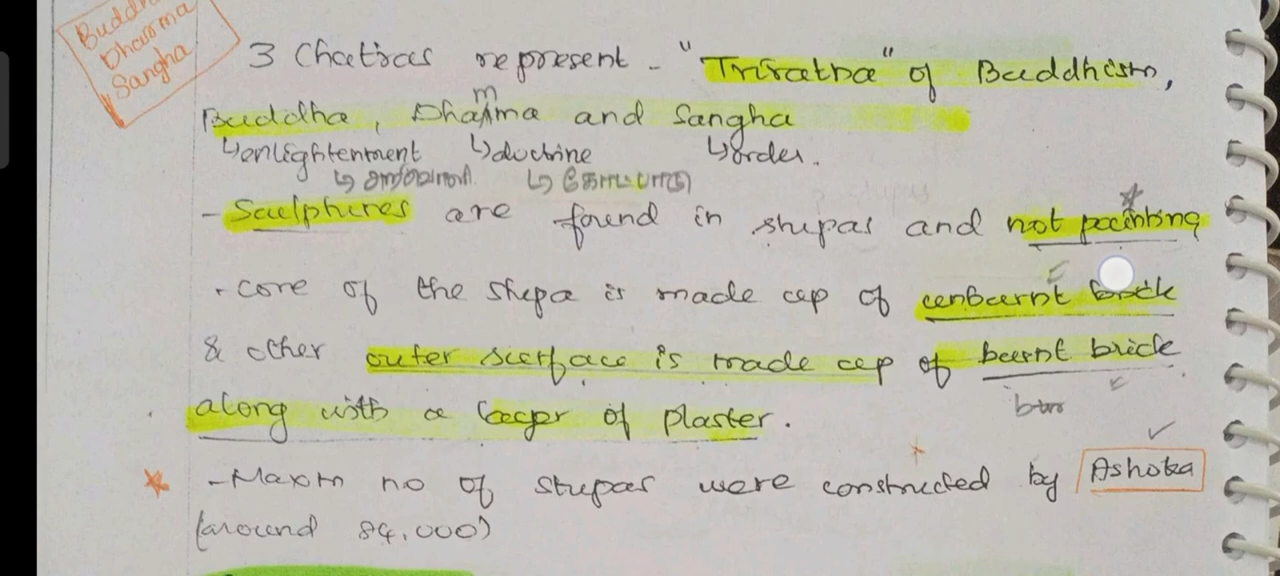 Buddha
Dharma
Sangha
3 Chatras represent - "Triratna" of Buddhism,
m
Buddha, Dhamma and Sangha
↳enlightenment ↳doctrine ↳order.
↳ ↳ கோட்பாடு
- Sculptures are found in stupas and not painting
- core of the stupa is made up of unburnt brick
& other outer surface is made up of burnt brick
along with a layer of plaster.
- Maxm no of stupas were constructed by Ashoka
(around 84,000)